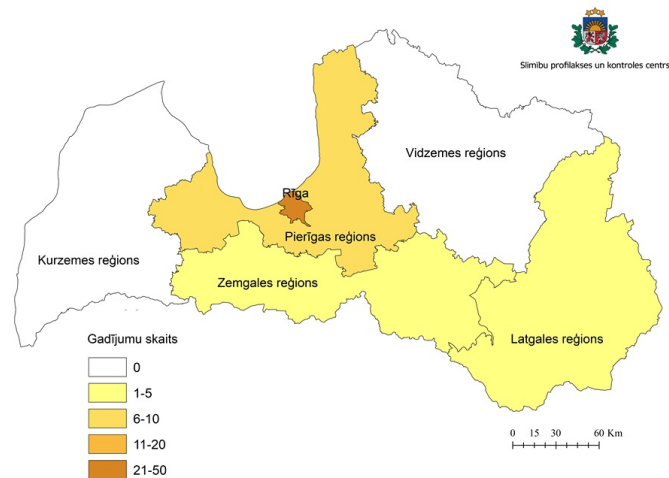 Slimību profilakses un kontroles centrs
Vidzemes reģions
Rīga
Pierīgas reģions
Kurzemes reģions
Zemgales reģions
Latgales reģions
Gadījumu skaits
0
1-5
6-10
11-20
21-50
0 15 30 60 Km